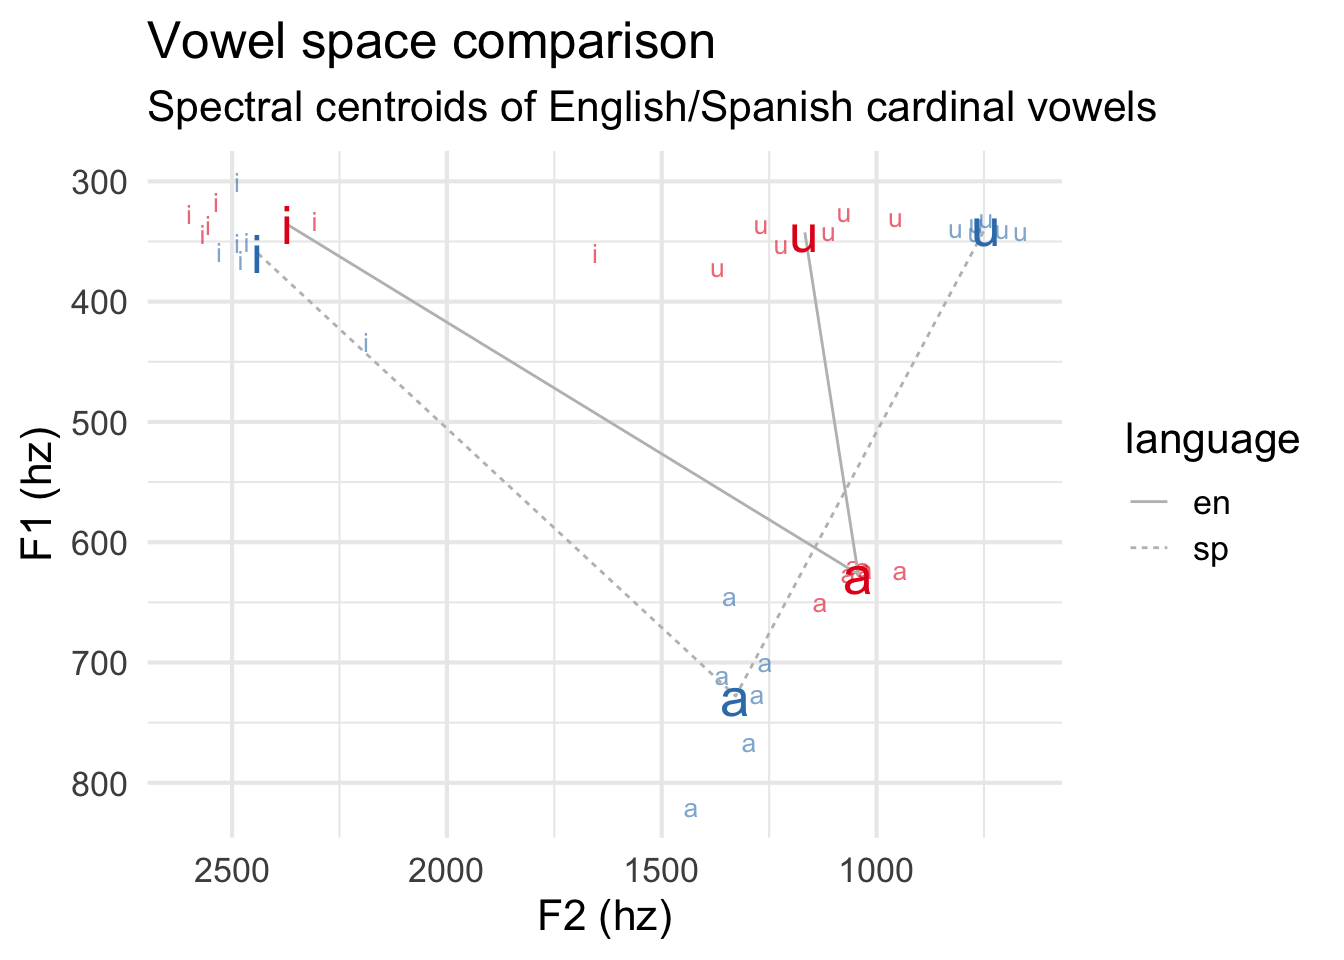 Vowel space comparison
Spectral centroids of English/Spanish cardinal vowels
300
400
500
600
700
800
F1 (hz)
i i i i i i i i i i i i i i
u u u u u u u u u u u u u
a a a a a
a a a a a a a
2500 2000 1500 1000
F2 (hz)
language
en
sp